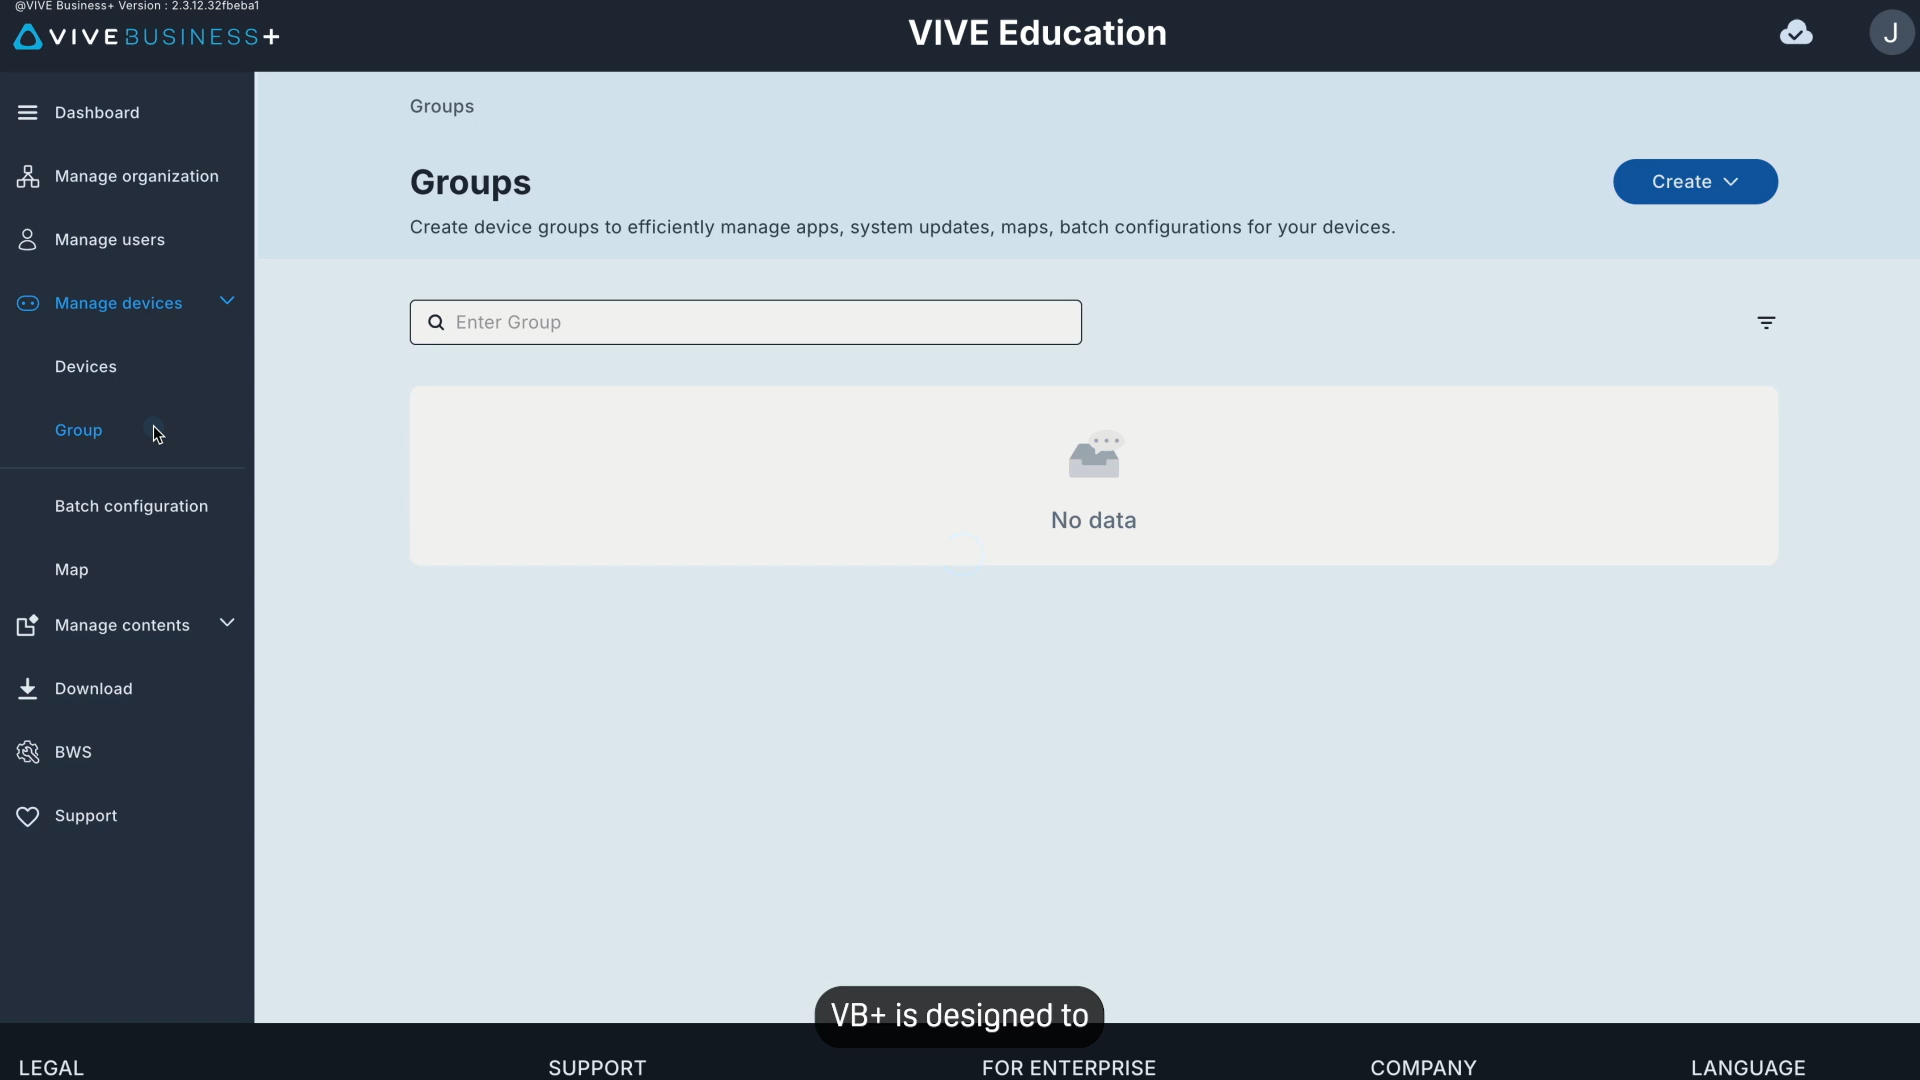 @VIVE Business+ Version : 2.3.12.32fbeba1
VIVE BUSINESS+
VIVE Education
J
Dashboard
Manage organization
Manage users
Manage devices
Devices
Group
Batch configuration
Map
Manage contents
Download
BWS
Support
Groups
Groups
Create
Create device groups to efficiently manage apps, system updates, maps, batch configurations for your devices.
Enter Group
No data
VB+ is designed to
LEGAL
SUPPORT
FOR ENTERPRISE
COMPANY
LANGUAGE